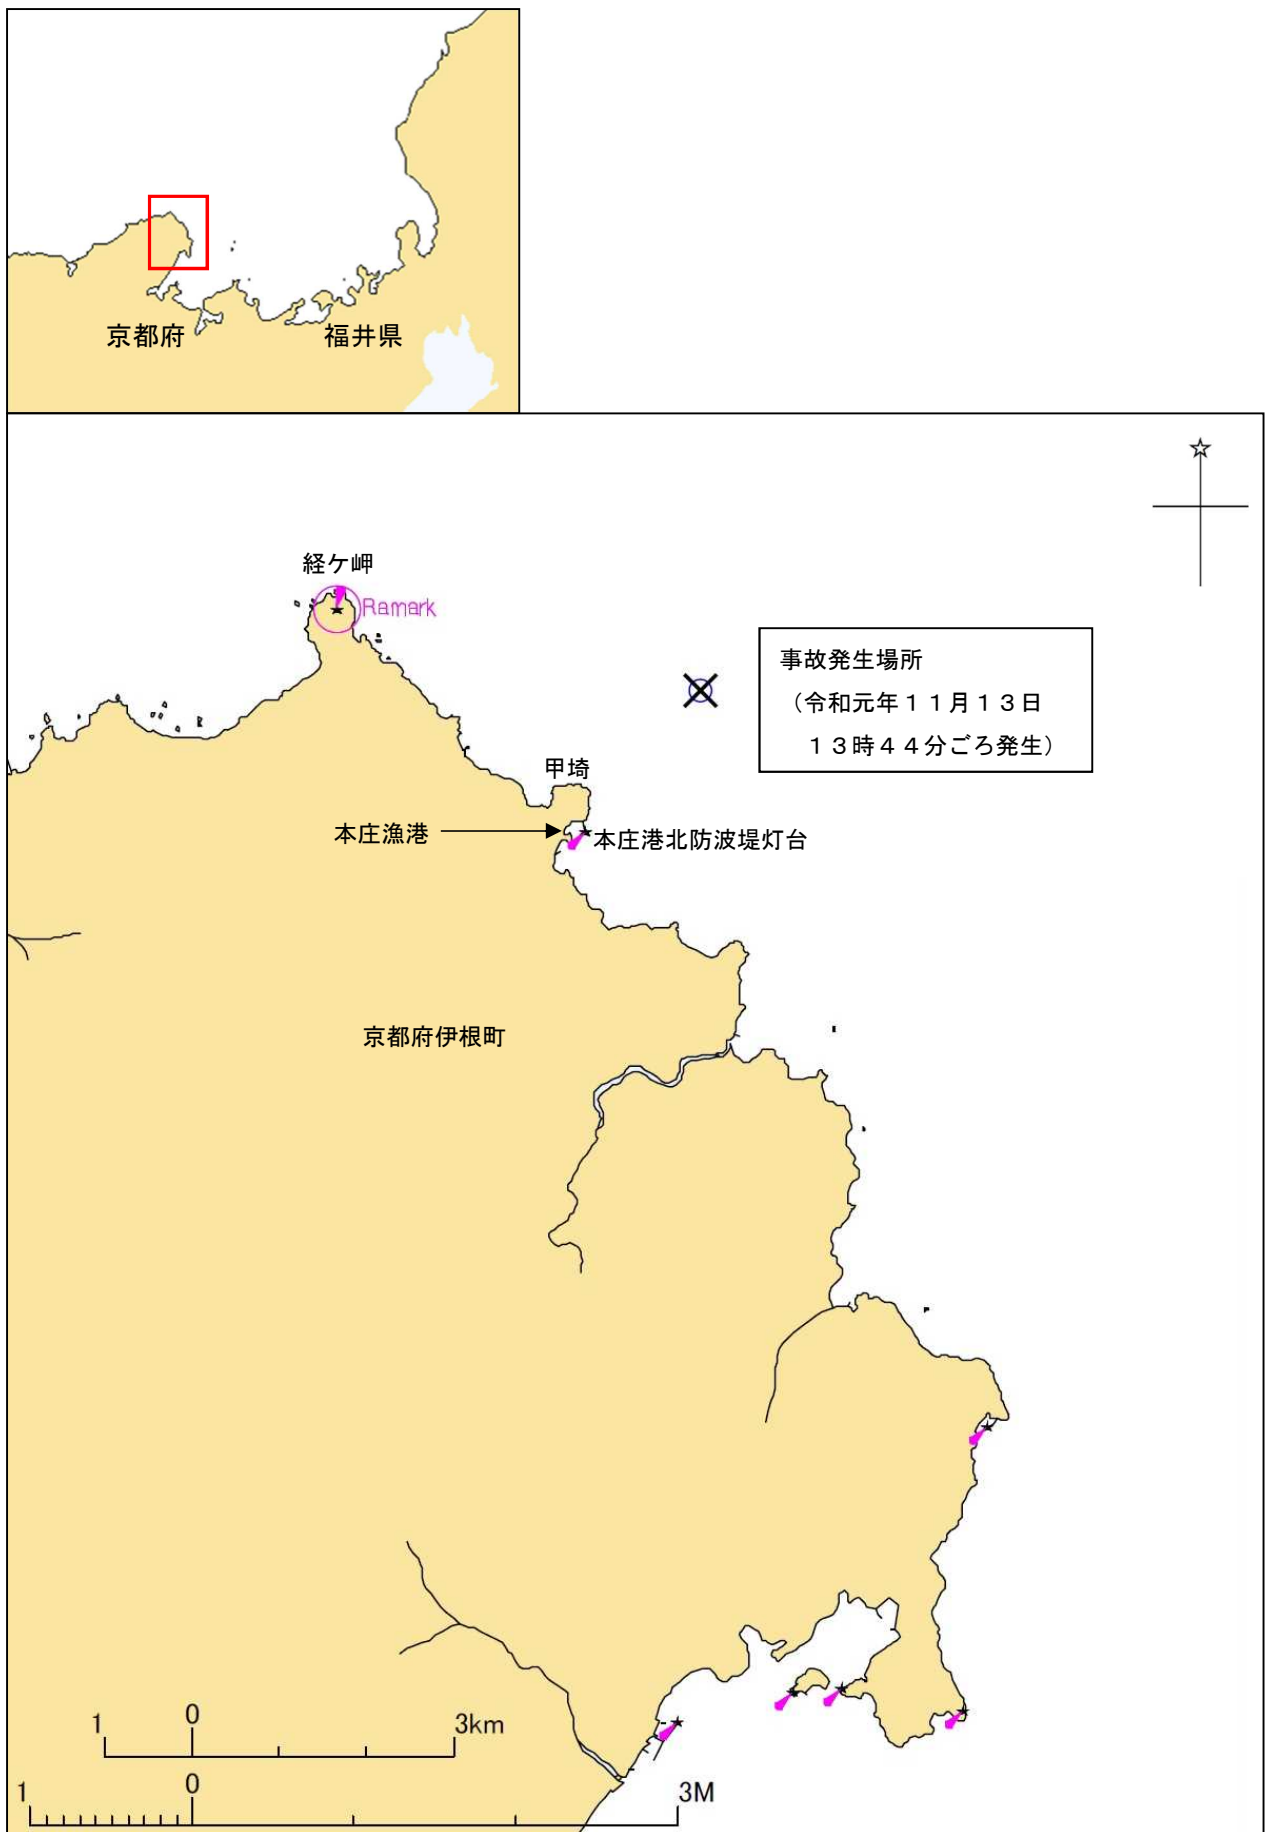 京都府
福井県
経ケ岬
Ramark
事故発生場所
（令和元年１１月１３日
１３時４４分ごろ発生）
甲埼
本庄漁港
本庄港北防波堤灯台
京都府伊根町
1 0 3km
1 0 3M